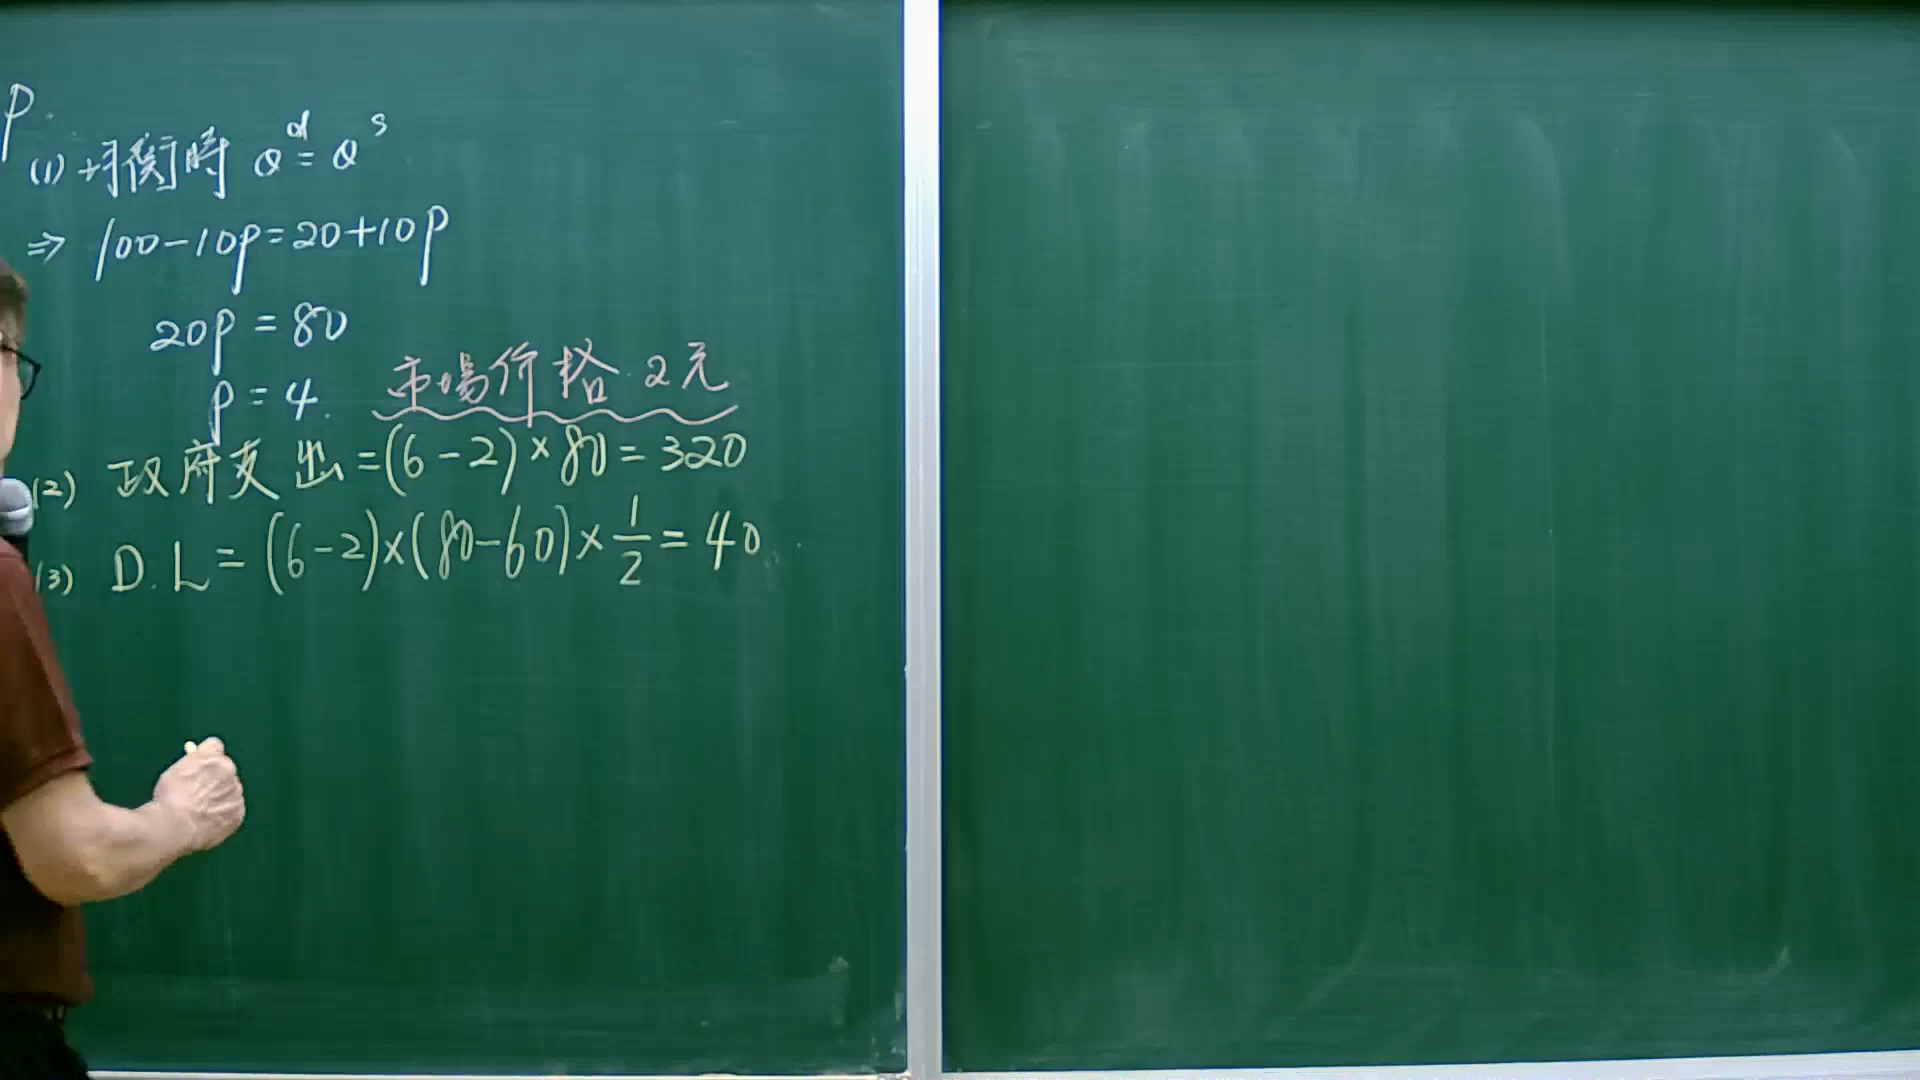 P.
(1) 均衡時 Q^d = Q^s
⇒ 100-10P=20+10P
20P = 80
P = 4.
市場价格 2元
(2) 政府支出=(6-2)×80=320
(3) D.L = (6-2)×(80-60)×1/2=40